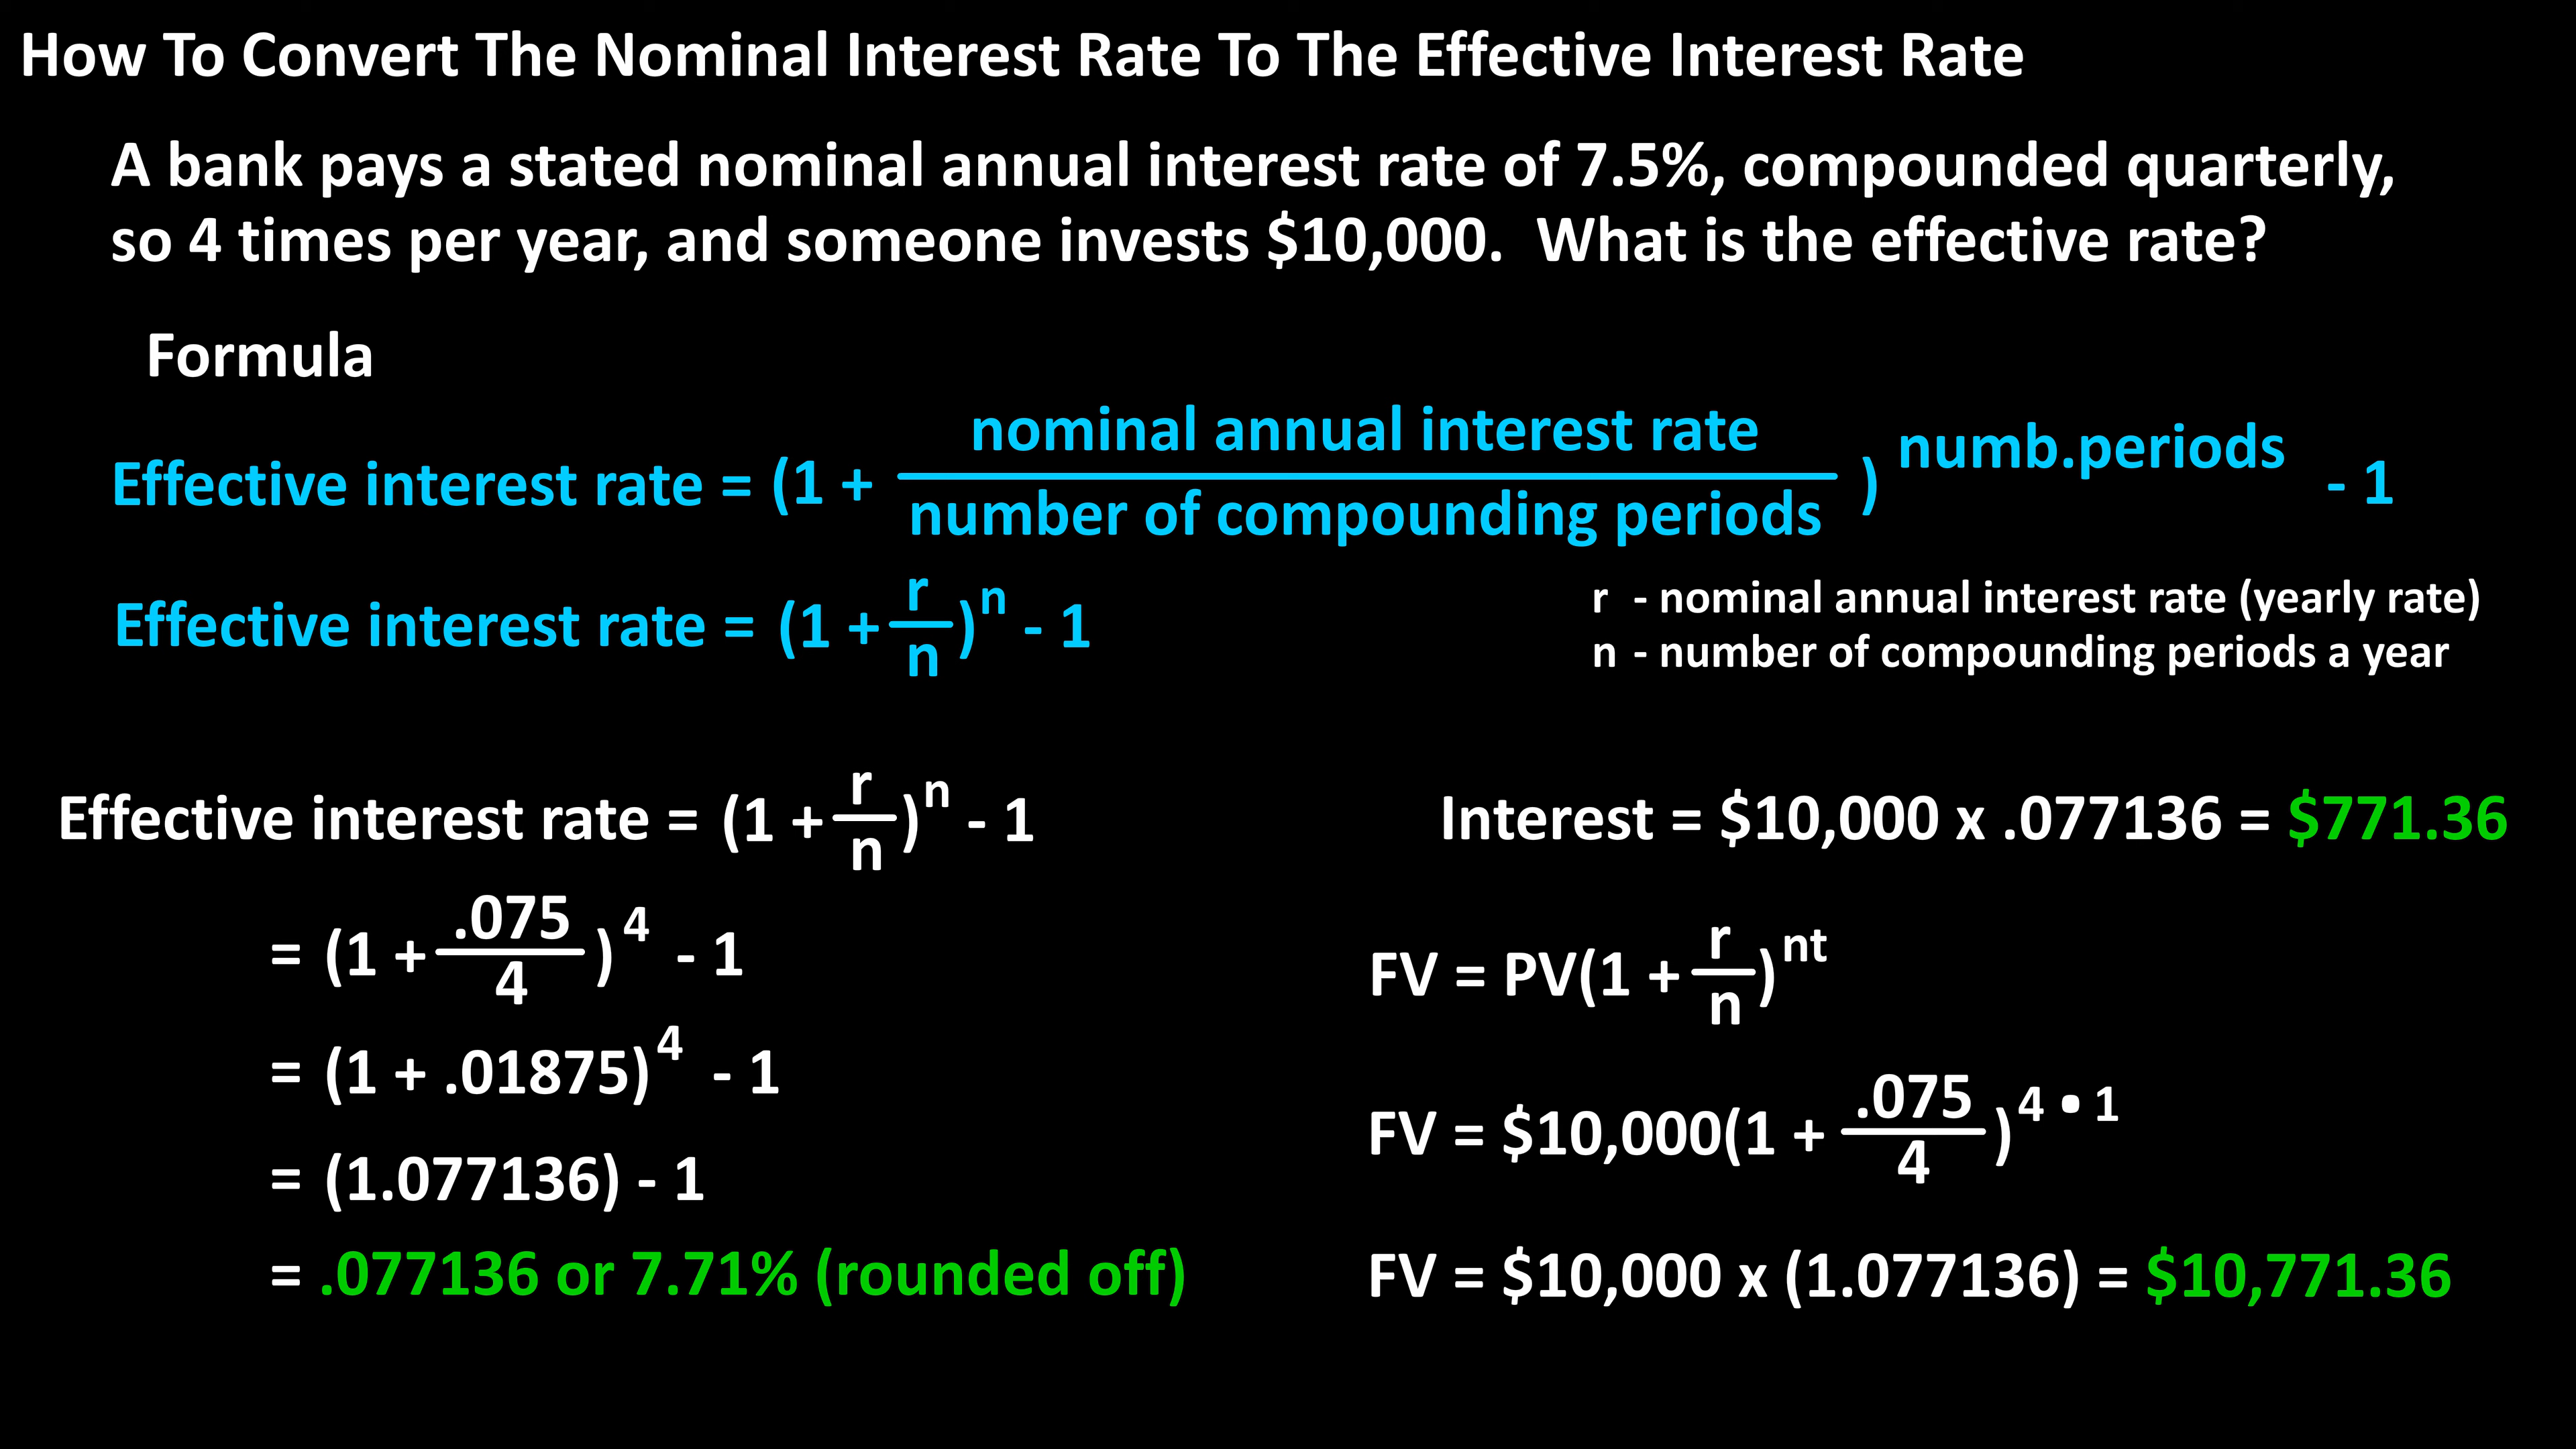 How To Convert The Nominal Interest Rate To The Effective Interest Rate
A bank pays a stated nominal annual interest rate of 7.5%, compounded quarterly,
so 4 times per year, and someone invests $10,000.  What is the effective rate?
Formula
Effective interest rate = (1 + nominal annual interest rate / number of compounding periods ) ^ numb.periods - 1
Effective interest rate = (1 + r/n)^n - 1
r - nominal annual interest rate (yearly rate)
n - number of compounding periods a year
Effective interest rate = (1 + r/n)^n - 1
= (1 + .075/4)^4 - 1
= (1 + .01875)^4 - 1
= (1.077136) - 1
= .077136 or 7.71% (rounded off)
Interest = $10,000 x .077136 = $771.36
FV = PV(1 + r/n)^nt
FV = $10,000(1 + .075/4)^4 • 1
FV = $10,000 x (1.077136) = $10,771.36